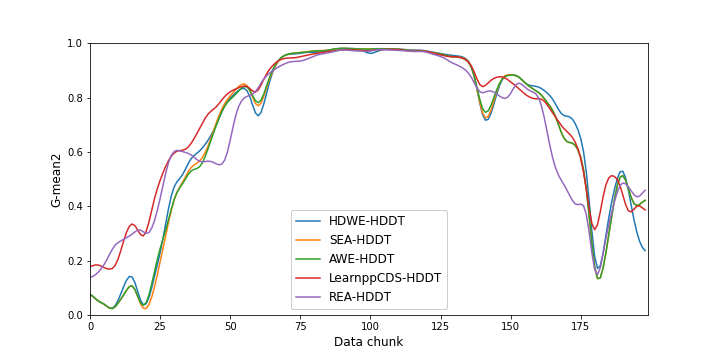 1.0
0.8
0.6
0.4
0.2
0.0
G-mean2
0
25
50
75
100
125
150
175
Data chunk
HDWE-HDDT
SEA-HDDT
AWE-HDDT
LearnppCDS-HDDT
REA-HDDT